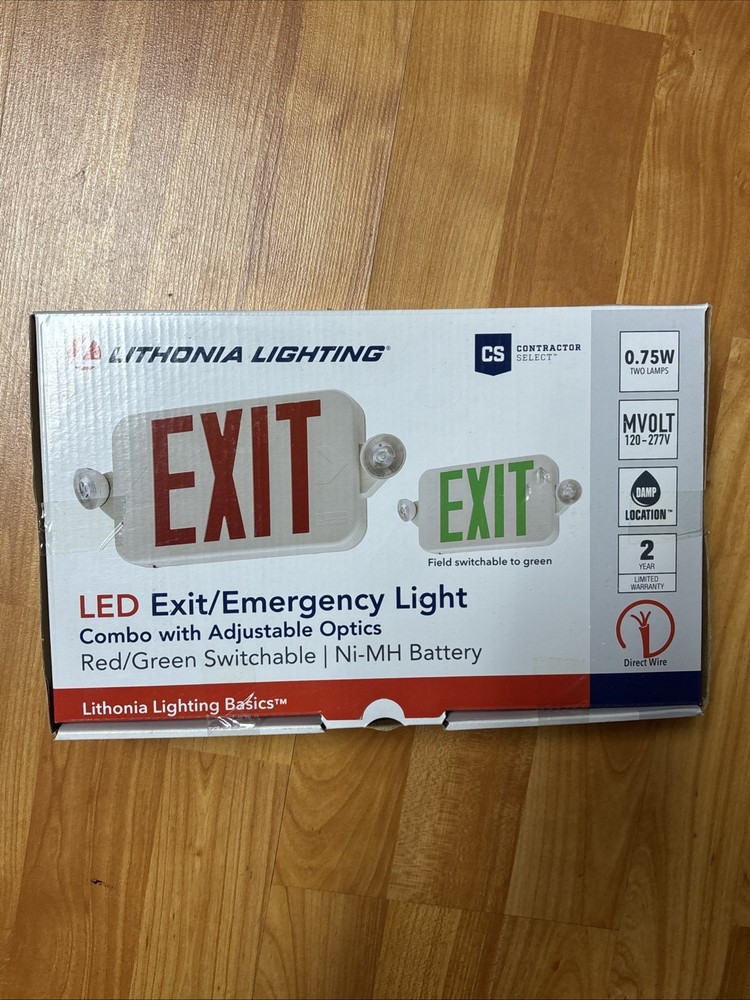 LITHONIA LIGHTING®
CS CONTRACTOR
SELECT™
EXIT
EXIT
Field switchable to green
LED Exit/Emergency Light
Combo with Adjustable Optics
Red/Green Switchable | Ni-MH Battery
Lithonia Lighting Basics™
0.75W
TWO LAMPS
MVOLT
120-277V
DAMP
LOCATION™
2
YEAR
LIMITED
WARRANTY
Direct Wire